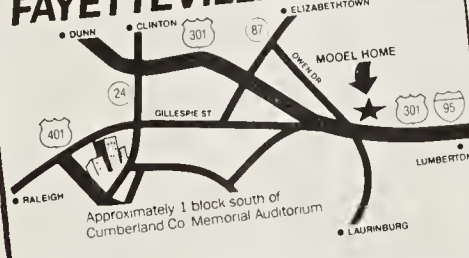 FAYETTEVILLE
DUNN
CLINTON
ELIZABETHTOWN
301
87
OWEN DR
MODEL HOME
24
GILLESPIE ST
301
95
401
LUMBERTON
RALEIGH
Approximately 1 block south of
Cumberland Co Memorial Auditorium
LAURINBURG